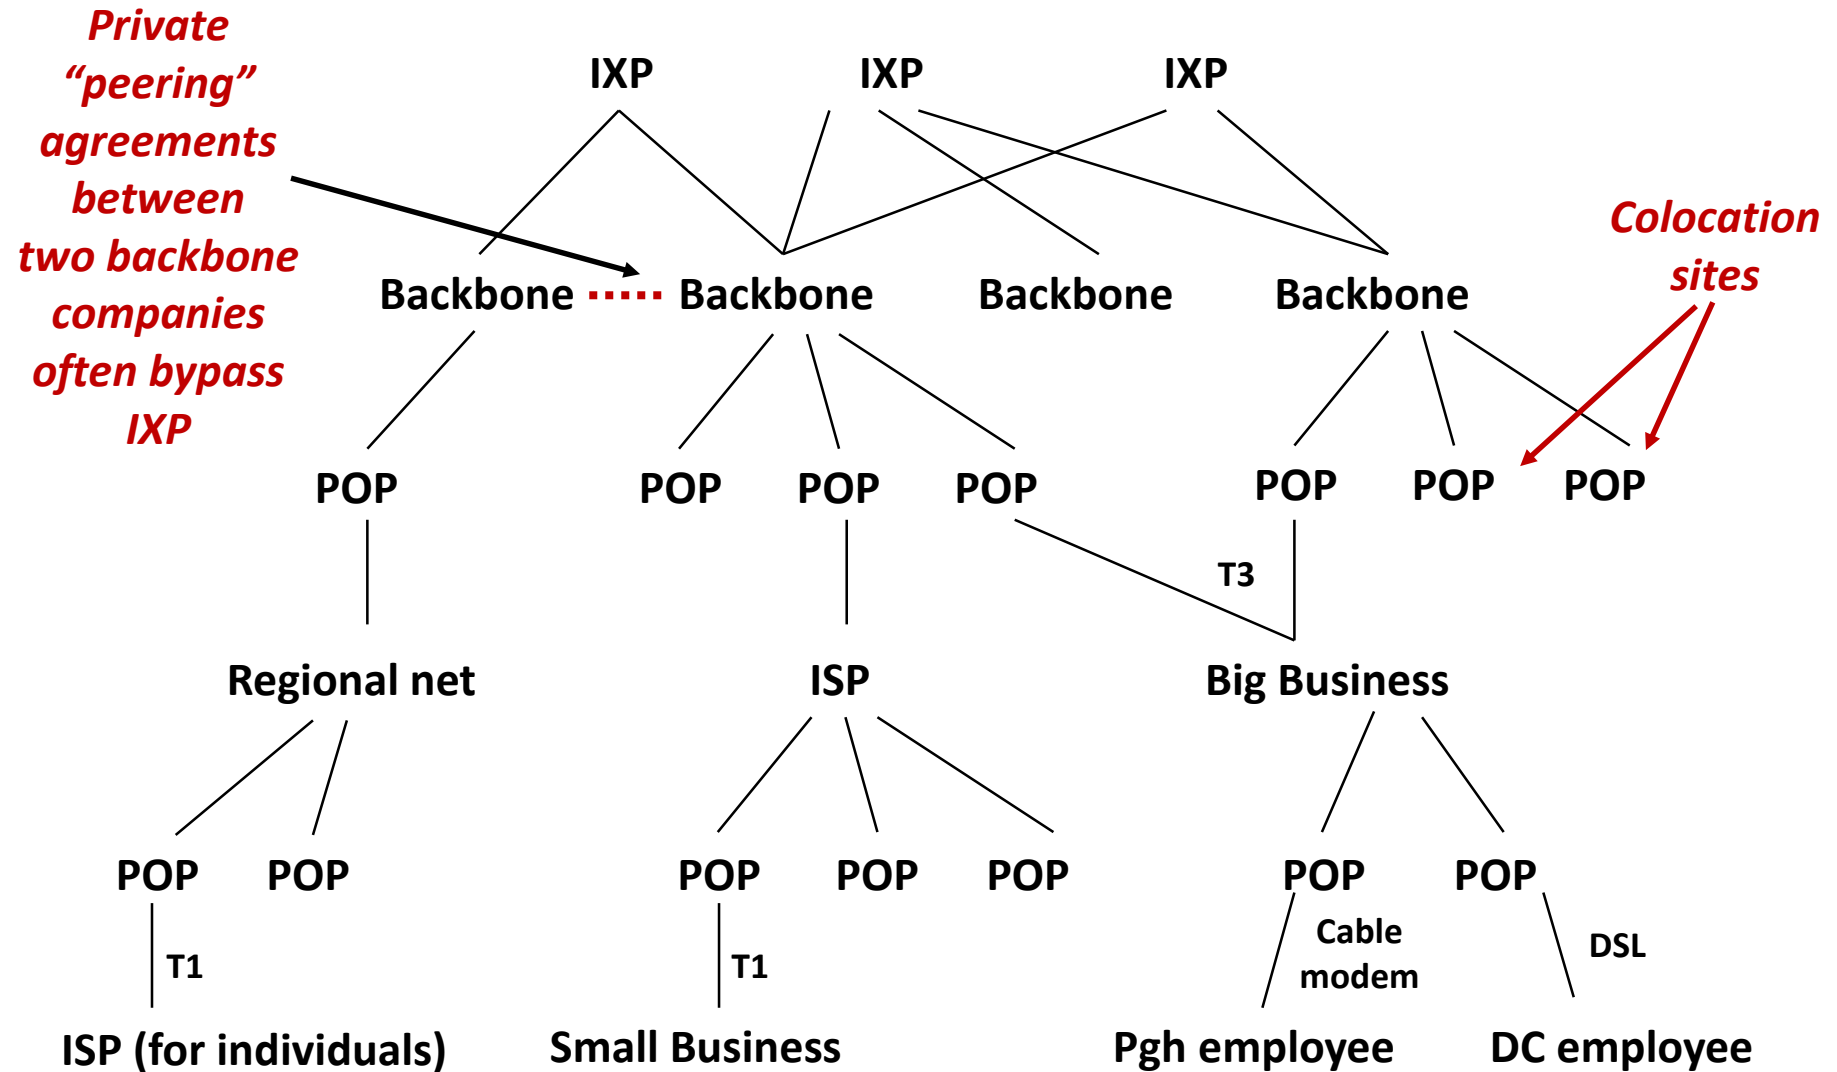 Private
“peering”
agreements
between
two backbone
companies
often bypass
IXP
IXP
IXP
IXP
Colocation
sites
Backbone
Backbone
Backbone
Backbone
POP
POP
POP
POP
POP
POP
POP
T3
Regional net
ISP
Big Business
POP
POP
POP
POP
POP
POP
POP
T1
T1
Cable
modem
DSL
ISP (for individuals)
Small Business
Pgh employee
DC employee